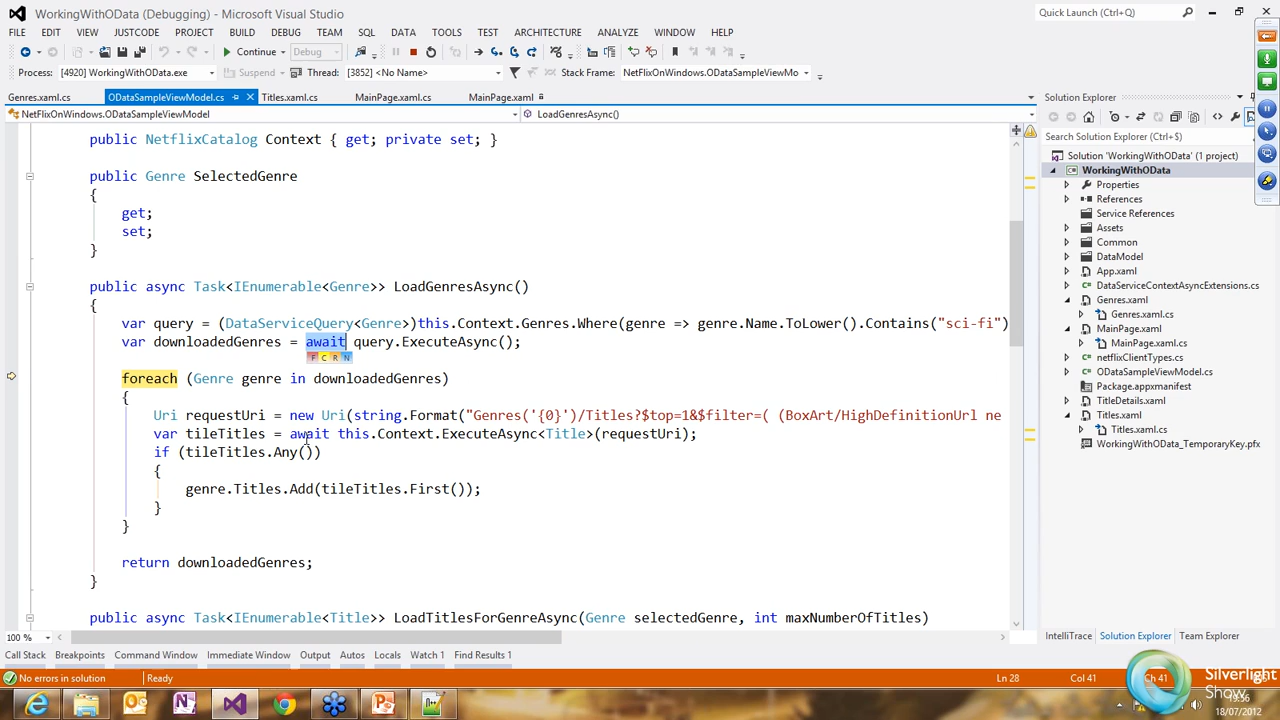 WorkingWithOData (Debugging) - Microsoft Visual Studio
Quick Launch (Ctrl+Q)
FILE EDIT VIEW JUSTCODE PROJECT BUILD DEBUG TEAM SQL DATA TOOLS TEST ARCHITECTURE ANALYZE WINDOW HELP
Continue Debug
Process: [4920] WorkingWithOData.exe Suspend Thread: [3852] <No Name> Stack Frame: NetFlixOnWindows.ODataSampleViewMo
Genres.xaml.cs ODataSampleViewModel.cs Titles.xaml.cs MainPage.xaml.cs MainPage.xaml
NetFlixOnWindows.ODataSampleViewModel LoadGenresAsync()
public NetflixCatalog Context { get; private set; }
public Genre SelectedGenre
{
get;
set;
}
public async Task<IEnumerable<Genre>> LoadGenresAsync()
{
var query = (DataServiceQuery<Genre>)this.Context.Genres.Where(genre => genre.Name.ToLower().Contains("sci-fi")
var downloadedGenres = await query.ExecuteAsync();
F C R N
foreach (Genre genre in downloadedGenres)
{
Uri requestUri = new Uri(string.Format("Genres('{0}')/Titles?$top=1&$filter=( (BoxArt/HighDefinitionUrl ne
var tileTitles = await this.Context.ExecuteAsync<Title>(requestUri);
if (tileTitles.Any())
{
genre.Titles.Add(tileTitles.First());
}
}
return downloadedGenres;
}
public async Task<IEnumerable<Title>> LoadTitlesForGenreAsync(Genre selectedGenre, int maxNumberOfTitles)
100 %
Solution Explorer
Search Solution Explorer (Ctrl+$)
Solution 'WorkingWithOData' (1 project)
WorkingWithOData
Properties
References
Service References
Assets
Common
DataModel
App.xaml
DataServiceContextAsyncExtensions.cs
Genres.xaml
Genres.xaml.cs
MainPage.xaml
MainPage.xaml.cs
netflixClientTypes.cs
ODataSampleViewModel.cs
Package.appxmanifest
TitleDetails.xaml
Titles.xaml
Titles.xaml.cs
WorkingWithOData_TemporaryKey.pfx
IntelliTrace Solution Explorer Team Explorer
Call Stack Breakpoints Command Window Immediate Window Output Autos Locals Watch 1 Find Results 1
No errors in solution Ready Ln 28 Col 41 Ch 41
Silverlight
Show
18/07/2012